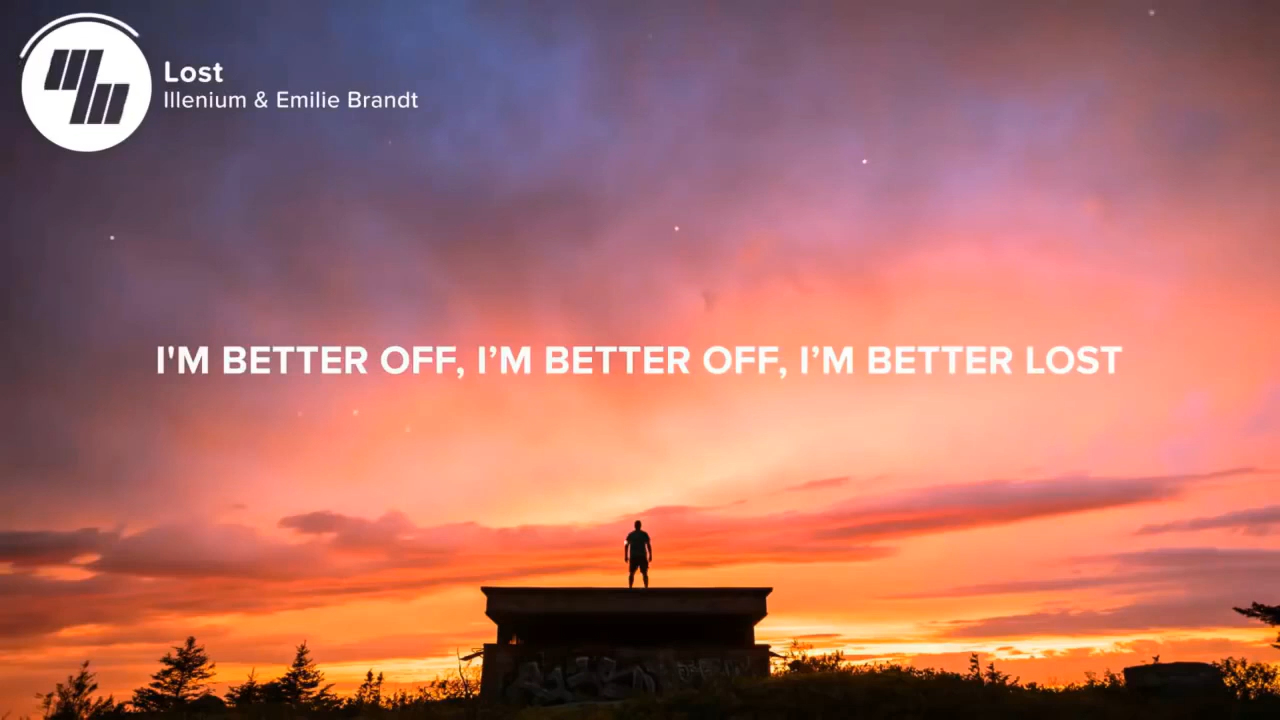 Lost
Illenium & Emilie Brandt
I'M BETTER OFF, I’M BETTER OFF, I’M BETTER LOST